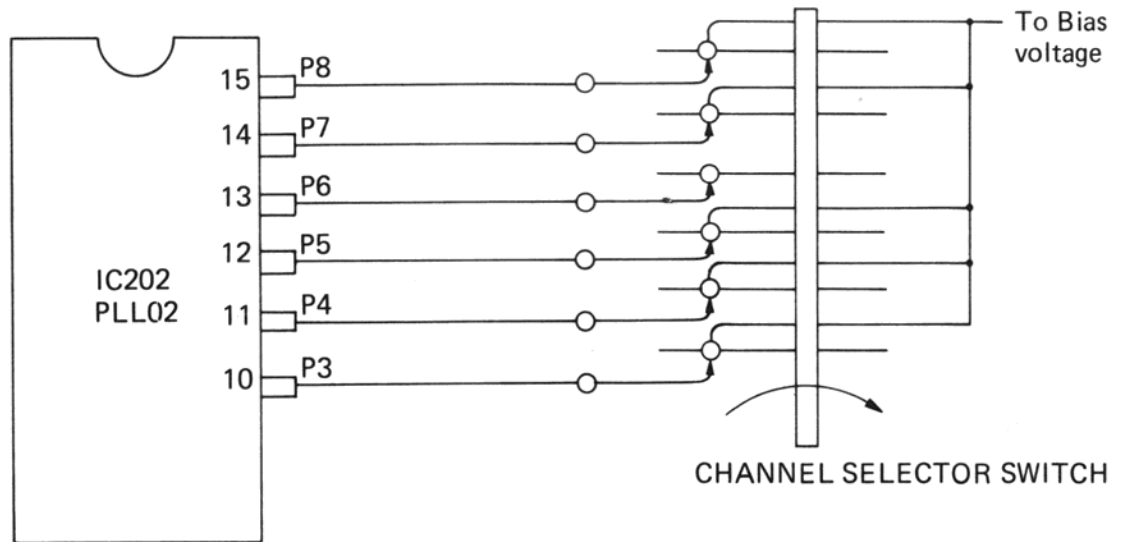 To Bias
voltage
15 P8
14 P7
13 P6
12 P5
11 P4
10 P3
IC202
PLL02
CHANNEL SELECTOR SWITCH